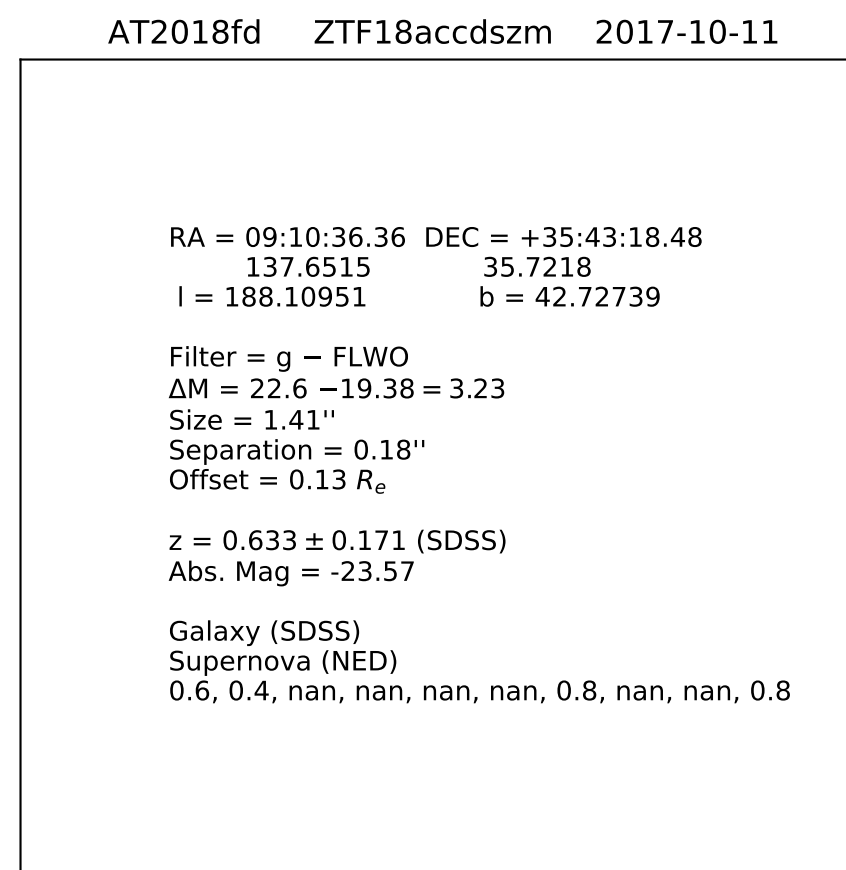 AT2018fd ZTF18accdszm 2017-10-11
RA = 09:10:36.36 DEC = +35:43:18.48
137.6515 35.7218
l = 188.10951 b = 42.72739
Filter = g − FLWO
ΔM = 22.6 −19.38 = 3.23
Size = 1.41''
Separation = 0.18''
Offset = 0.13 Rₑ
z = 0.633 ± 0.171 (SDSS)
Abs. Mag = -23.57
Galaxy (SDSS)
Supernova (NED)
0.6, 0.4, nan, nan, nan, nan, 0.8, nan, nan, 0.8